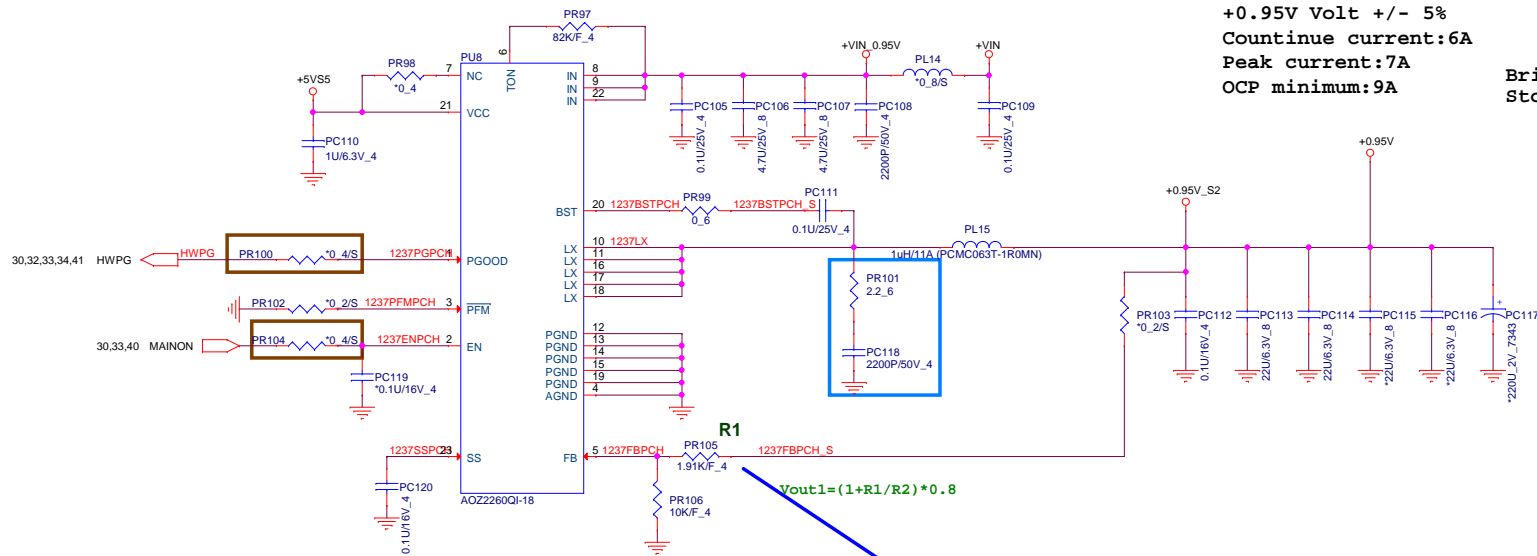 +0.95V Volt +/- 5%
Countinue current:6A
Peak current:7A
OCP minimum:9A
Bri
Sto
PR97
82K/F_4
PU8
6
TON
+5VS5
PR98
*0_4
7
NC
21
VCC
PC110
1U/6.3V_4
8
IN
9
IN
22
IN
+VIN_0.95V
PL14
*0_8/S
+VIN
PC105
0.1U/25V_4
PC106
4.7U/25V_8
PC107
4.7U/25V_8
PC108
2200P/50V_4
PC109
0.1U/25V_4
BST
20
1237BSTPCH
PR99
0_6
1237BSTPCH_S
PC111
0.1U/25V_4
LX
10
1237LX
LX
11
LX
16
LX
17
LX
18
PL15
1uH/11A (PCMC063T-1R0MN)
+0.95V_S2
+0.95V
30,32,33,34,41
HWPG
HWPG
PR100
*0_4/S
1237PGPCH
PGOOD
PR102
*0_2/S
1237PFMPCH
3
PFM
30,33,40
MAINON
PR104
*0_4/S
1237ENPCH
2
EN
PC119
*0.1U/16V_4
PR101
2.2_6
PC118
2200P/50V_4
PGND
12
PGND
13
PGND
14
PGND
15
PGND
19
AGND
4
PR103
*0_2/S
PC112
0.1U/16V_4
PC113
22U/6.3V_8
PC114
22U/6.3V_8
PC115
*22U/6.3V_8
PC116
*22U/6.3V_8
+
PC117
*220U_2V_7343
1237SSPCH
23
SS
PC120
0.1U/16V_4
FB
5
1237FBPCH
R1
PR105
1.91K/F_4
1237FBPCH_S
PR106
10K/F_4
Vout1=(1+R1/R2)*0.8
AOZ2260QI-18